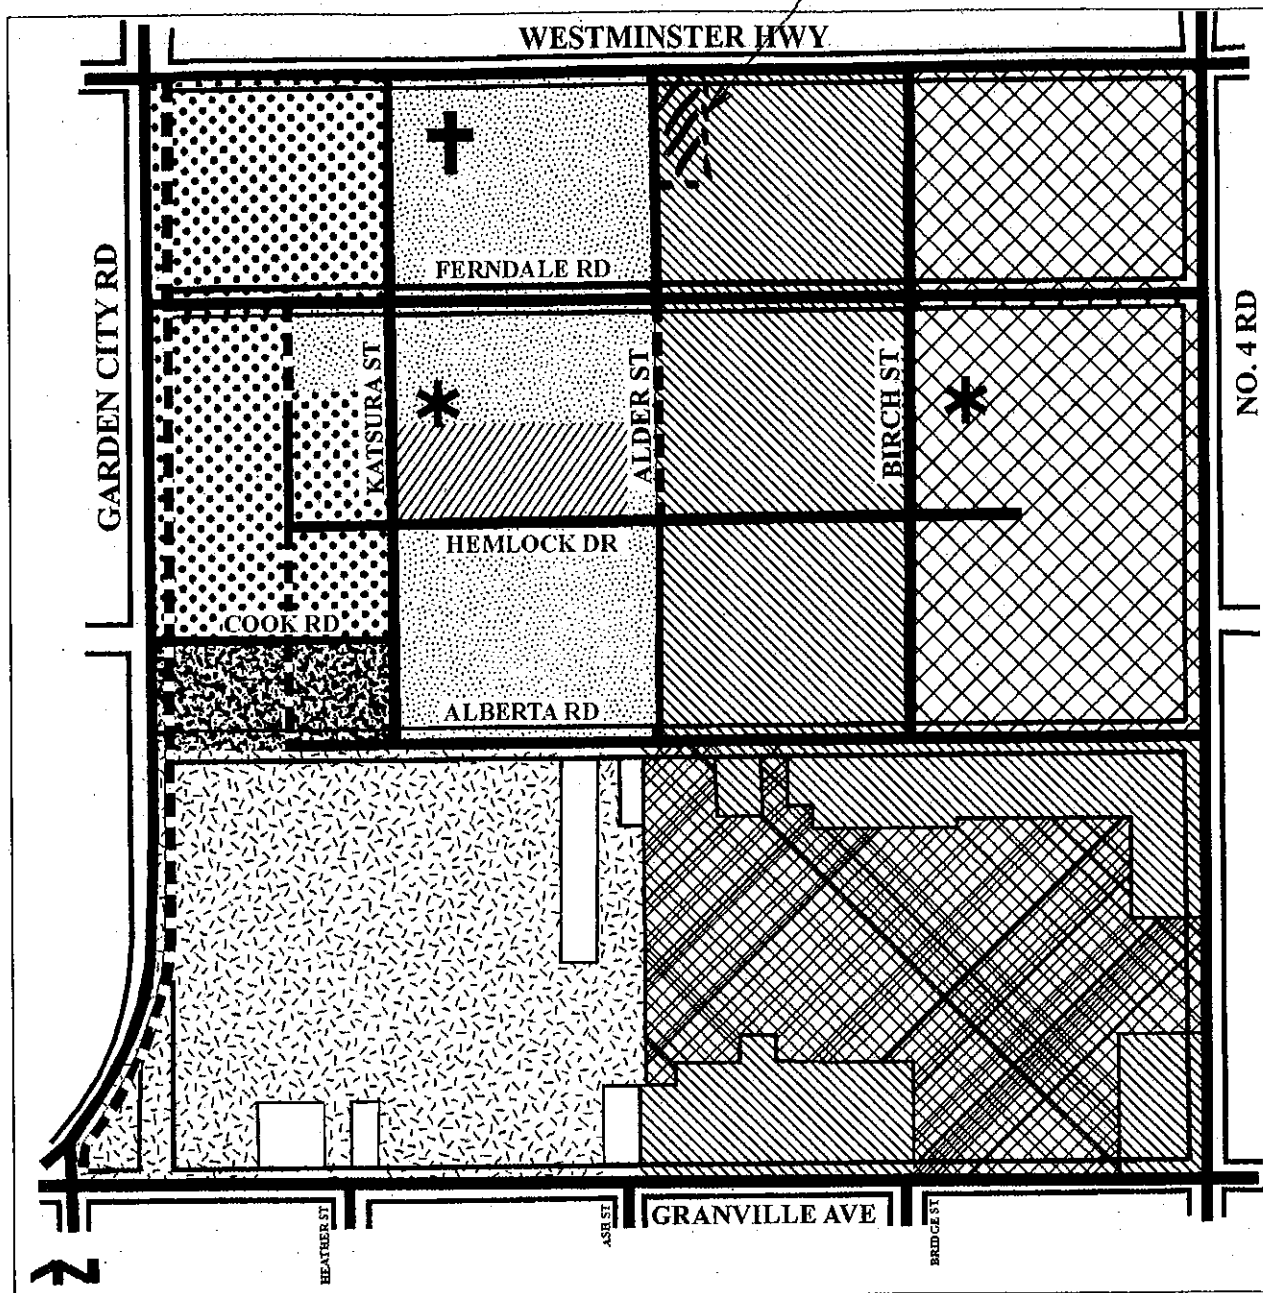 WESTMINSTER HWY
FERNDALE RD
GARDEN CITY RD
KATSURA ST
ALDER ST
BIRCH ST
NO. 4 RD
HEMLOCK DR
COOK RD
ALBERTA RD
HEATHER ST
ASH ST
GRANVILLE AVE
BRIDGE ST
N